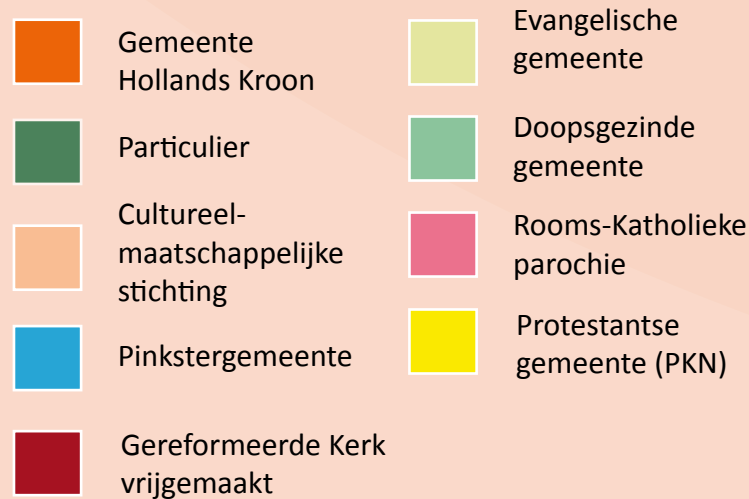 Gemeente
Hollands Kroon
Particulier
Cultureel-
maatschappelijke
stichting
Pinkstergemeente
Gereformeerde Kerk
vrijgemaakt
Evangelische
gemeente
Doopsgezinde
gemeente
Rooms-Katholieke
parochie
Protestantse
gemeente (PKN)